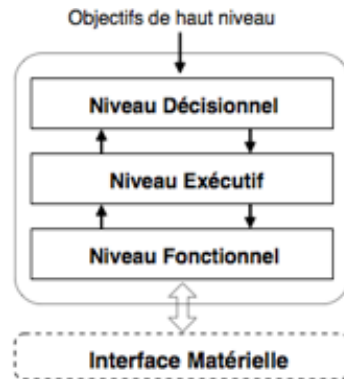 Objectifs de haut niveau
Niveau Décisionnel
Niveau Exécutif
Niveau Fonctionnel
Interface Matérielle